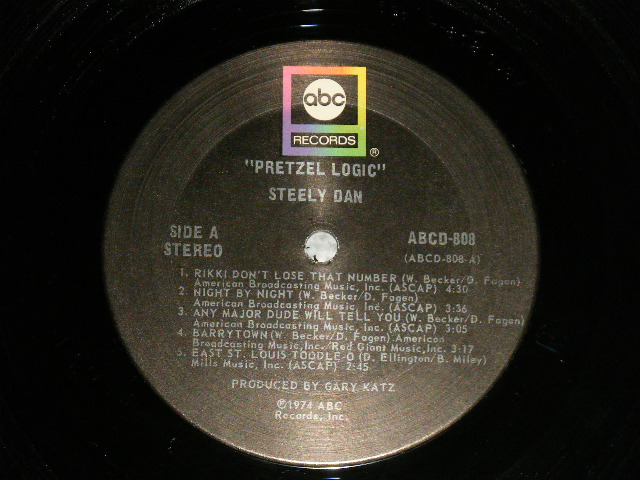 abc
RECORDS
®
"PRETZEL LOGIC"
STEELY DAN
SIDE A
STEREO
ABCD-808
(ABCD-808-A)
1. RIKKI DON'T LOSE THAT NUMBER (W. Becker/D. Fagen)
American Broadcasting Music, Inc. (ASCAP) 4:30
2. NIGHT BY NIGHT (W. Becker/D. Fagen)
American Broadcasting Music, Inc. (ASCAP) 3:36
3. ANY MAJOR DUDE WILL TELL YOU (W. Becker/D. Fagen)
American Broadcasting Music, Inc. (ASCAP) 3:05
4. BARRYTOWN (W. Becker/D. Fagen) American
Broadcasting Music, Inc./Red Giant Music, Inc. 3:17
5. EAST ST. LOUIS TOODLE-O (D. Ellington/B. Miley)
Mills Music, Inc. (ASCAP) 2:45
PRODUCED BY GARY KATZ
℗1974 ABC
Records, Inc.